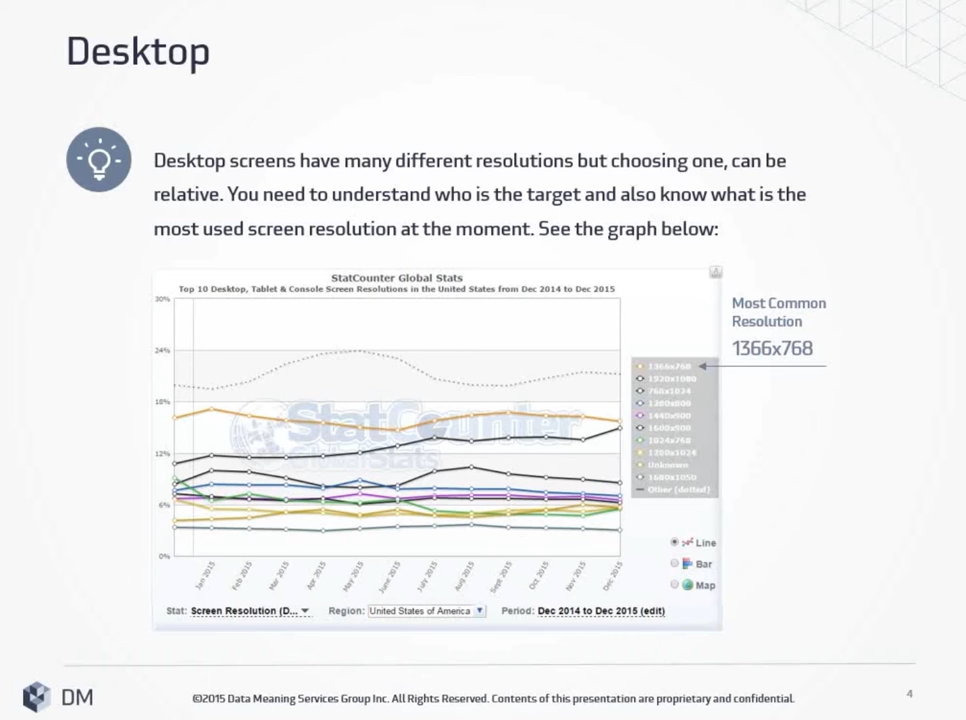 Desktop
Desktop screens have many different resolutions but choosing one, can be
relative. You need to understand who is the target and also know what is the
most used screen resolution at the moment. See the graph below:
StatCounter Global Stats
Top 10 Desktop, Tablet & Console Screen Resolutions in the United States from Dec 2014 to Dec 2015
30%
24%
18%
12%
6%
0%
StatCounter
Global Stats
Jan 2015
Feb 2015
Mar 2015
Apr 2015
May 2015
June 2015
July 2015
Aug 2015
Sept 2015
Oct 2015
Nov 2015
Dec 2015
1366x768
1920x1080
768x1024
1280x800
1440x900
1600x900
1024x768
1280x1024
Unknown
1680x1050
Other (dotted)
Most Common
Resolution
1366x768
Line
Bar
Map
Stat: Screen Resolution (D... Region: United States of America Period: Dec 2014 to Dec 2015 (edit)
DM
©2015 Data Meaning Services Group Inc. All Rights Reserved. Contents of this presentation are proprietary and confidential.
4